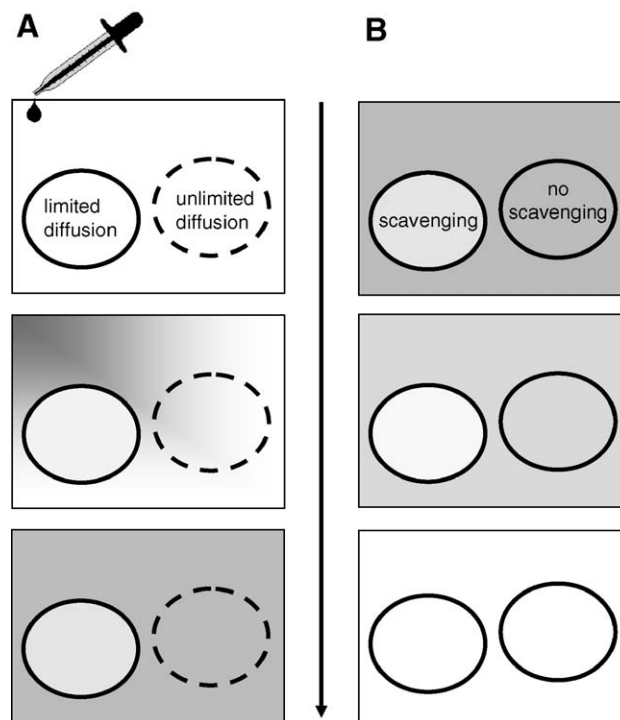 A
B
limited
diffusion
unlimited
diffusion
scavenging
no
scavenging